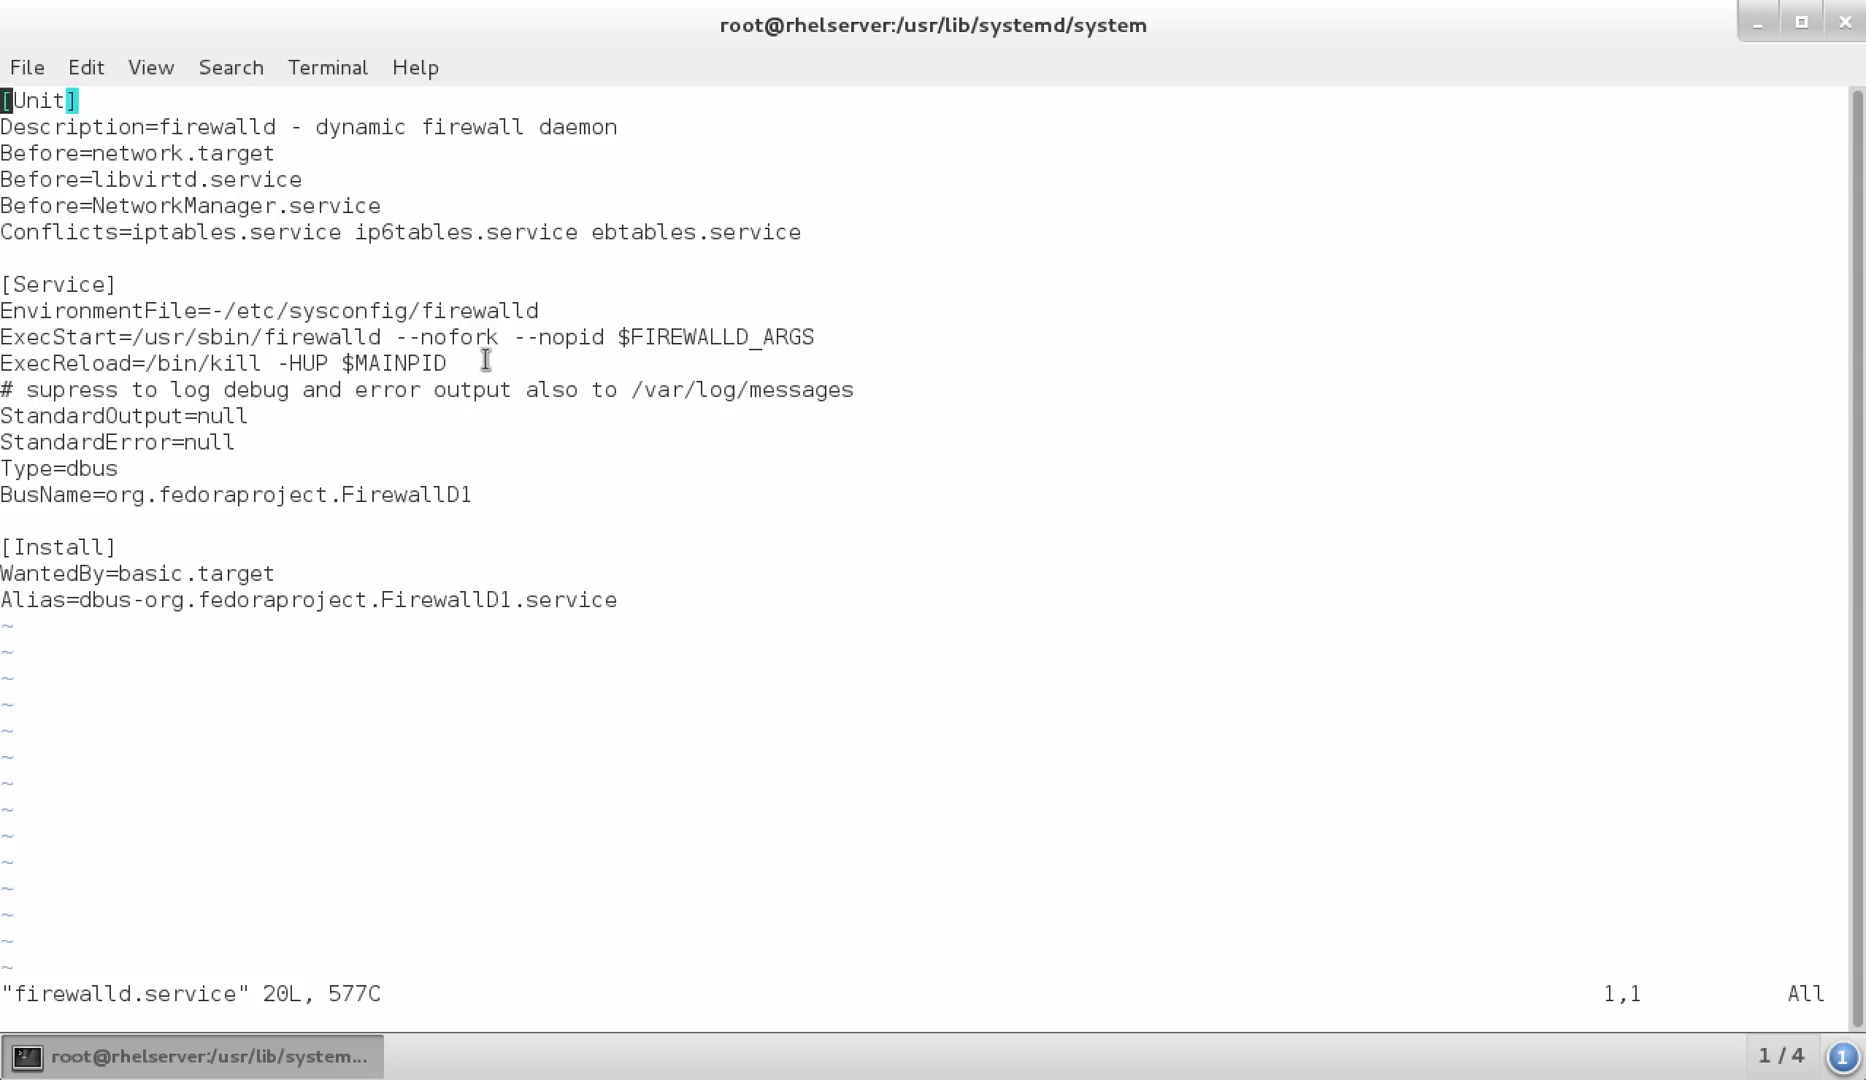 root@rhelserver:/usr/lib/systemd/system
File Edit View Search Terminal Help
[Unit]
Description=firewalld - dynamic firewall daemon
Before=network.target
Before=libvirtd.service
Before=NetworkManager.service
Conflicts=iptables.service ip6tables.service ebtables.service
[Service]
EnvironmentFile=-/etc/sysconfig/firewalld
ExecStart=/usr/sbin/firewalld --nofork --nopid $FIREWALLD_ARGS
ExecReload=/bin/kill -HUP $MAINPID
# supress to log debug and error output also to /var/log/messages
StandardOutput=null
StandardError=null
Type=dbus
BusName=org.fedoraproject.FirewallD1
[Install]
WantedBy=basic.target
Alias=dbus-org.fedoraproject.FirewallD1.service
~
~
~
~
~
~
~
~
~
~
~
~
~
~
"firewalld.service" 20L, 577C 1,1 All
root@rhelserver:/usr/lib/system... 1 / 4 1